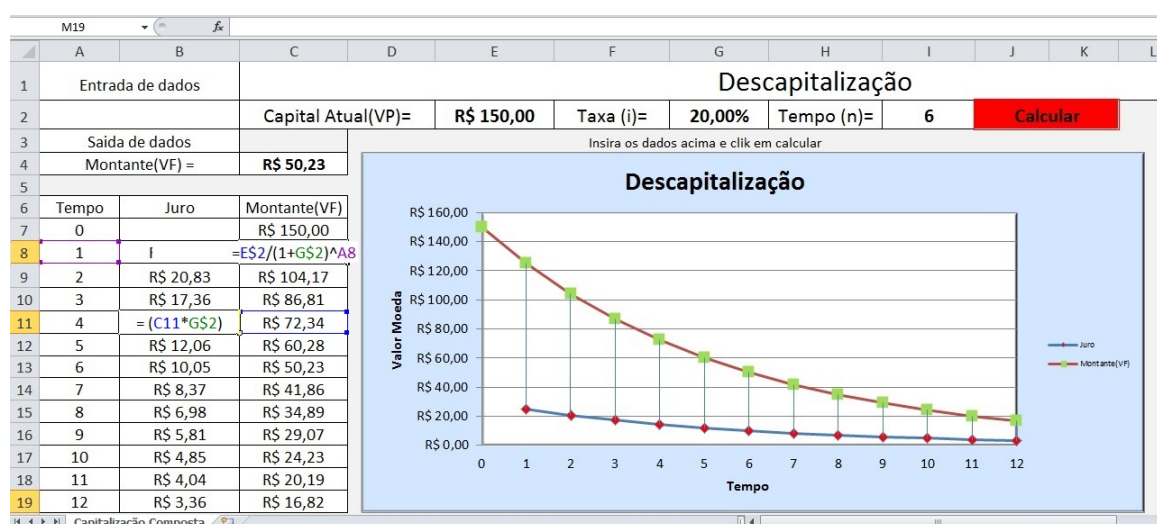 M19 fx
A B C D E F G H I J K L
1 Entrada de dados Descapitalização
2 Capital Atual(VP)= R$ 150,00 Taxa (i)= 20,00% Tempo (n)= 6 Calcular
3 Saida de dados Insira os dados acima e clik em calcular
4 Montante(VF) = R$ 50,23
5
6 Tempo Juro Montante(VF)
7 0 R$ 150,00
8 1 =E$2/(1+G$2)^A8
9 2 R$ 20,83 R$ 104,17
10 3 R$ 17,36 R$ 86,81
11 4 =(C11*G$2) R$ 72,34
12 5 R$ 12,06 R$ 60,28
13 6 R$ 10,05 R$ 50,23
14 7 R$ 8,37 R$ 41,86
15 8 R$ 6,98 R$ 34,89
16 9 R$ 5,81 R$ 29,07
17 10 R$ 4,85 R$ 24,23
18 11 R$ 4,04 R$ 20,19
19 12 R$ 3,36 R$ 16,82
Descapitalização
R$ 160,00
R$ 140,00
R$ 120,00
R$ 100,00
R$ 80,00
R$ 60,00
R$ 40,00
R$ 20,00
R$ 0,00
Valor Moeda
0 1 2 3 4 5 6 7 8 9 10 11 12
Tempo
Juro
Montante(VF)
Capitalização Composta